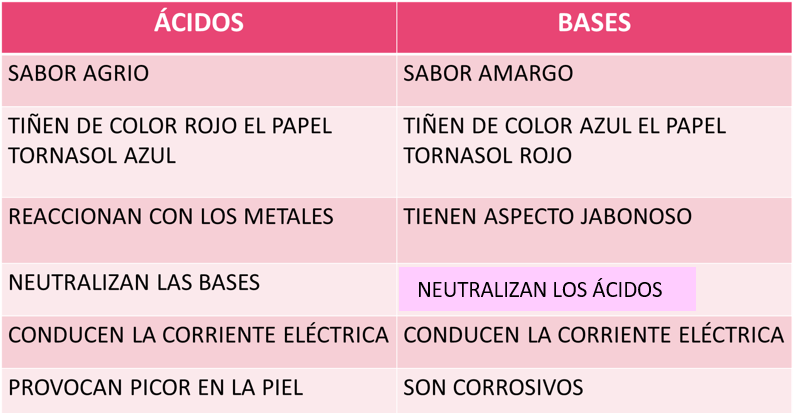 ÁCIDOS
BASES
SABOR AGRIO
SABOR AMARGO
TIÑEN DE COLOR ROJO EL PAPEL
TORNASOL AZUL
TIÑEN DE COLOR AZUL EL PAPEL
TORNASOL ROJO
REACCIONAN CON LOS METALES
TIENEN ASPECTO JABONOSO
NEUTRALIZAN LAS BASES
NEUTRALIZAN LOS ÁCIDOS
CONDUCEN LA CORRIENTE ELÉCTRICA
CONDUCEN LA CORRIENTE ELÉCTRICA
PROVOCAN PICOR EN LA PIEL
SON CORROSIVOS